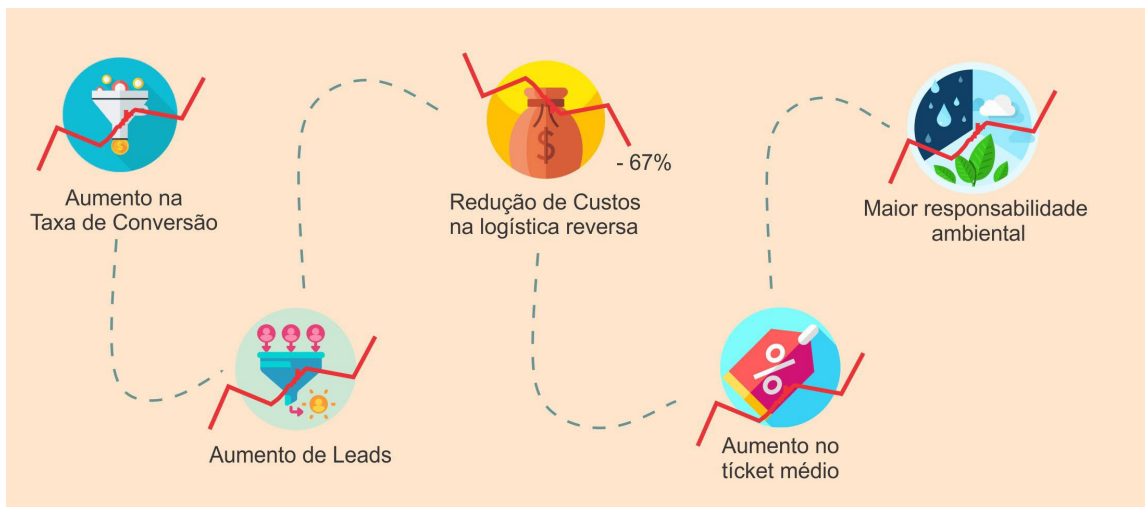 Aumento na
Taxa de Conversão
Aumento de Leads
$
$
- 67%
Redução de Custos
na logística reversa
%
Aumento no
tícket médio
Maior responsabilidade
ambiental